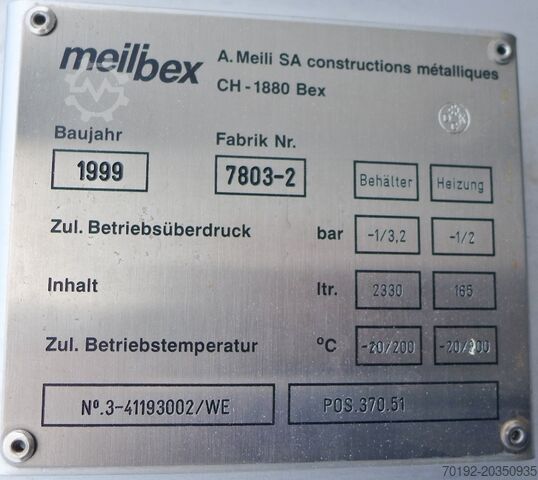 meilibex
A. Meili SA constructions métalliques
CH-1880 Bex
Baujahr
Fabrik Nr.
1999
7803-2
Behälter
Heizung
Zul. Betriebsüberdruck bar -1/3,2 -1/2
Inhalt ltr. 2330 165
Zul. Betriebstemperatur °C -20/200 -20/200
Nº.3-41193002/WE
POS.370.51
70192-20350935